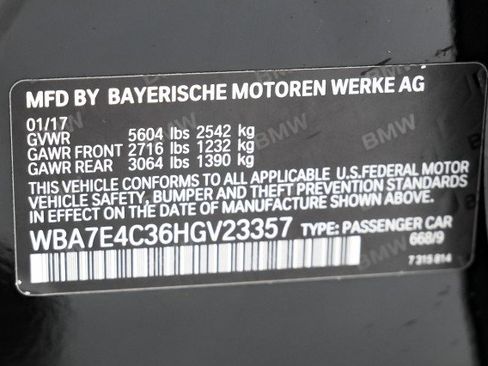 MFD BY BAYERISCHE MOTOREN WERKE AG
01/17
GVWR 5604 lbs 2542 kg
GAWR FRONT 2716 lbs 1232 kg
GAWR REAR 3064 lbs 1390 kg
THIS VEHICLE CONFORMS TO ALL APPLICABLE U.S.FEDERAL MOTOR
VEHICLE SAFETY, BUMPER AND THEFT PREVENTION STANDARDS
IN EFFECT ON THE DATE OF MANUFACTURE SHOWN ABOVE.
WBA7E4C36HGV23357 TYPE: PASSENGER CAR
668/9
7 315 814